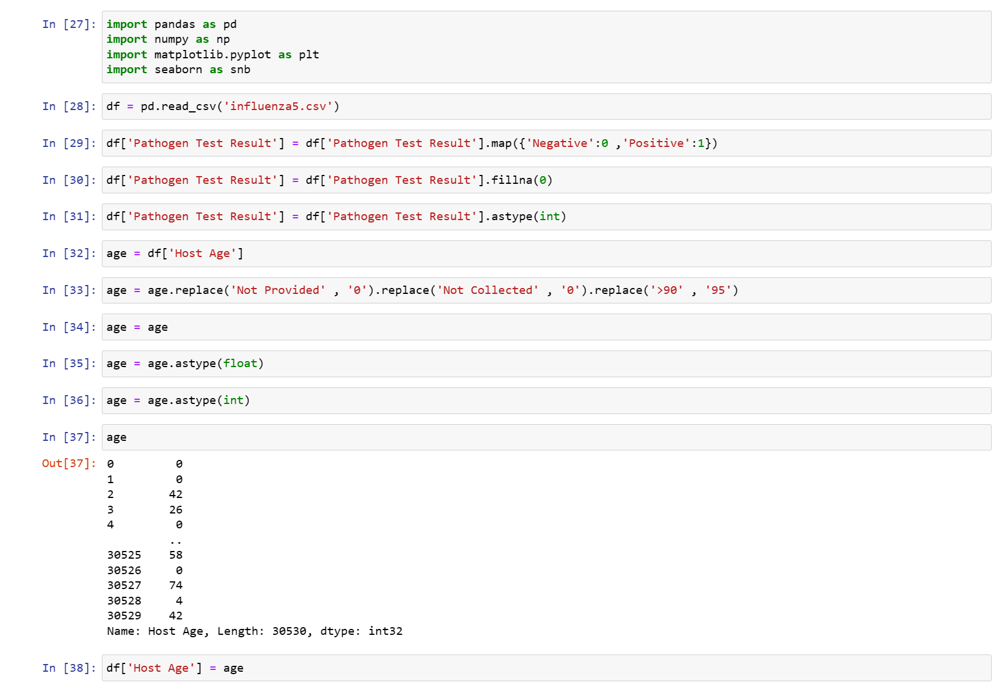 In [27]: import pandas as pd
import numpy as np
import matplotlib.pyplot as plt
import seaborn as snb
In [28]: df = pd.read_csv('influenza5.csv')
In [29]: df['Pathogen Test Result'] = df['Pathogen Test Result'].map({'Negative':0 ,'Positive':1})
In [30]: df['Pathogen Test Result'] = df['Pathogen Test Result'].fillna(0)
In [31]: df['Pathogen Test Result'] = df['Pathogen Test Result'].astype(int)
In [32]: age = df['Host Age']
In [33]: age = age.replace('Not Provided' , '0').replace('Not Collected' , '0').replace('>90' , '95')
In [34]: age = age
In [35]: age = age.astype(float)
In [36]: age = age.astype(int)
In [37]: age
Out[37]: 0 0
1 0
2 42
3 26
4 0
..
30525 58
30526 0
30527 74
30528 4
30529 42
Name: Host Age, Length: 30530, dtype: int32
In [38]: df['Host Age'] = age